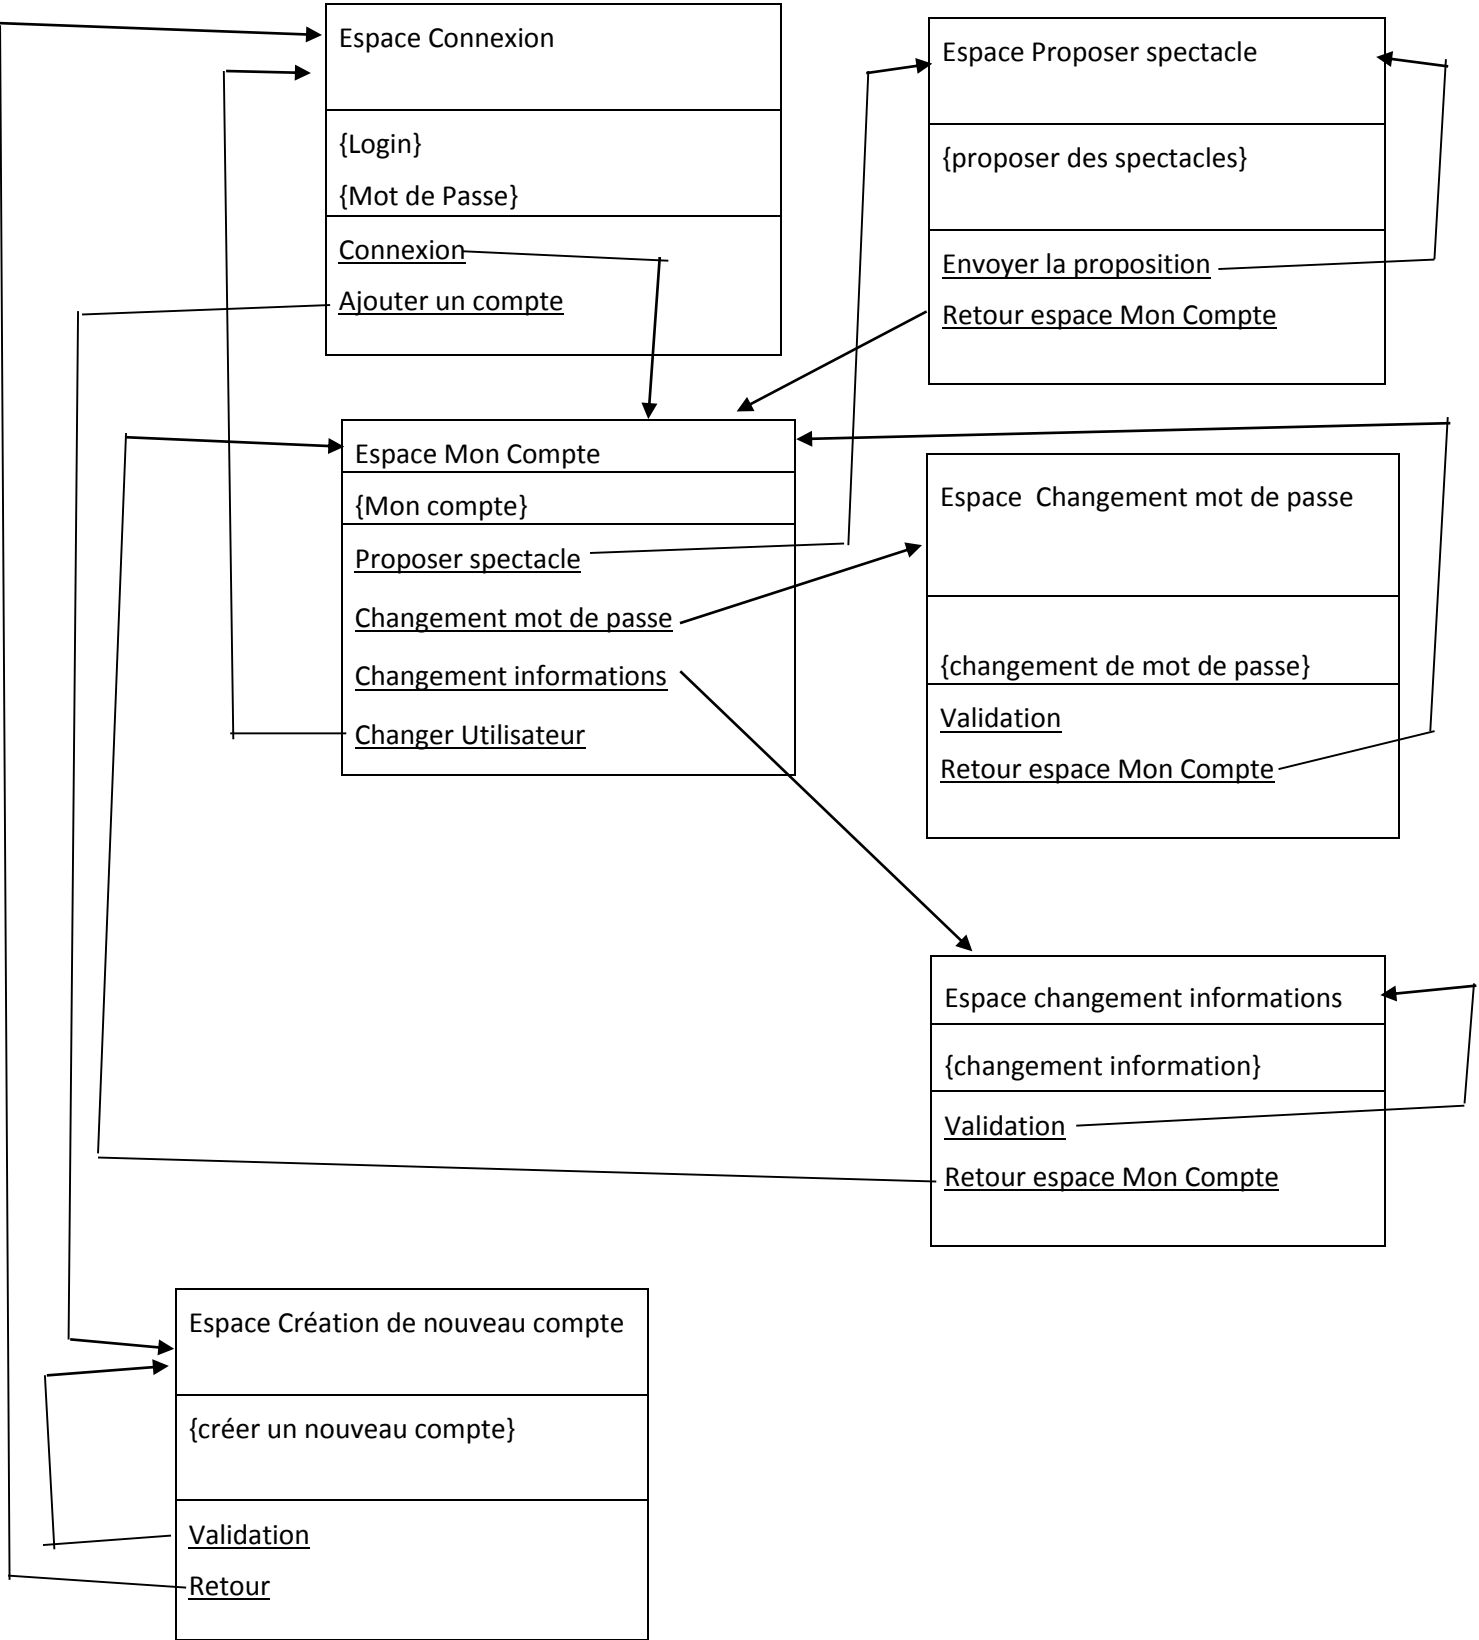 Espace Connexion
{Login}
{Mot de Passe}
Connexion
Ajouter un compte
Espace Proposer spectacle
{proposer des spectacles}
Envoyer la proposition
Retour espace Mon Compte
Espace Mon Compte
{Mon compte}
Proposer spectacle
Changement mot de passe
Changement informations
Changer Utilisateur
Espace  Changement mot de passe
{changement de mot de passe}
Validation
Retour espace Mon Compte
Espace changement informations
{changement information}
Validation
Retour espace Mon Compte
Espace Création de nouveau compte
{créer un nouveau compte}
Validation
Retour